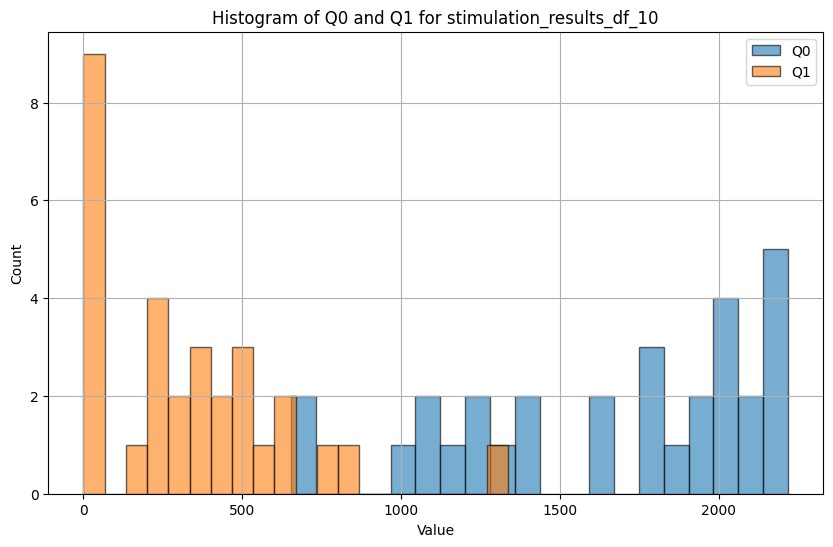 Histogram of Q0 and Q1 for stimulation_results_df_10
Q0
Q1
Count
8
6
4
2
0
0
500
1000
1500
2000
Value